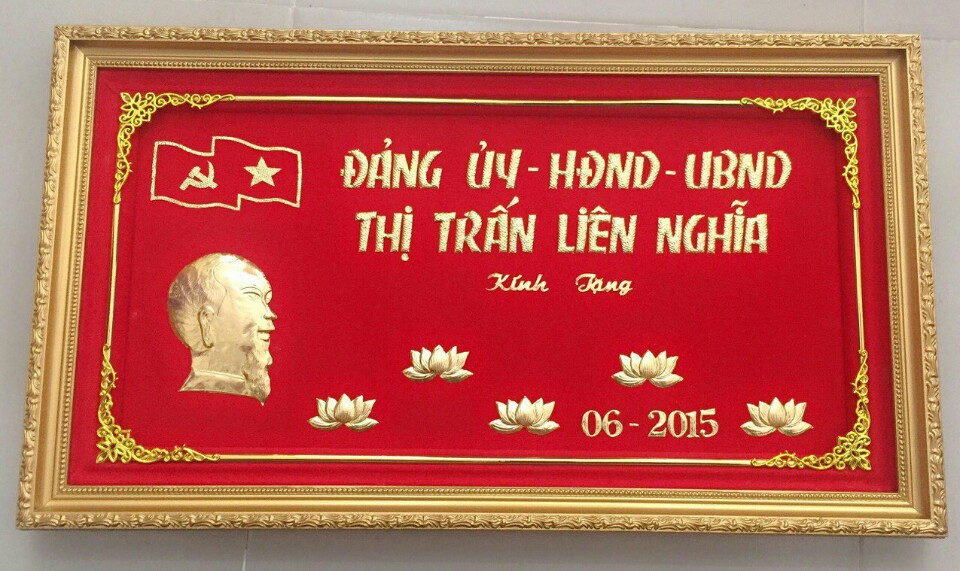 ĐẢNG ỦY - HĐND - UBND
THỊ TRẤN LIÊN NGHĨA
Kính Tặng
06 - 2015